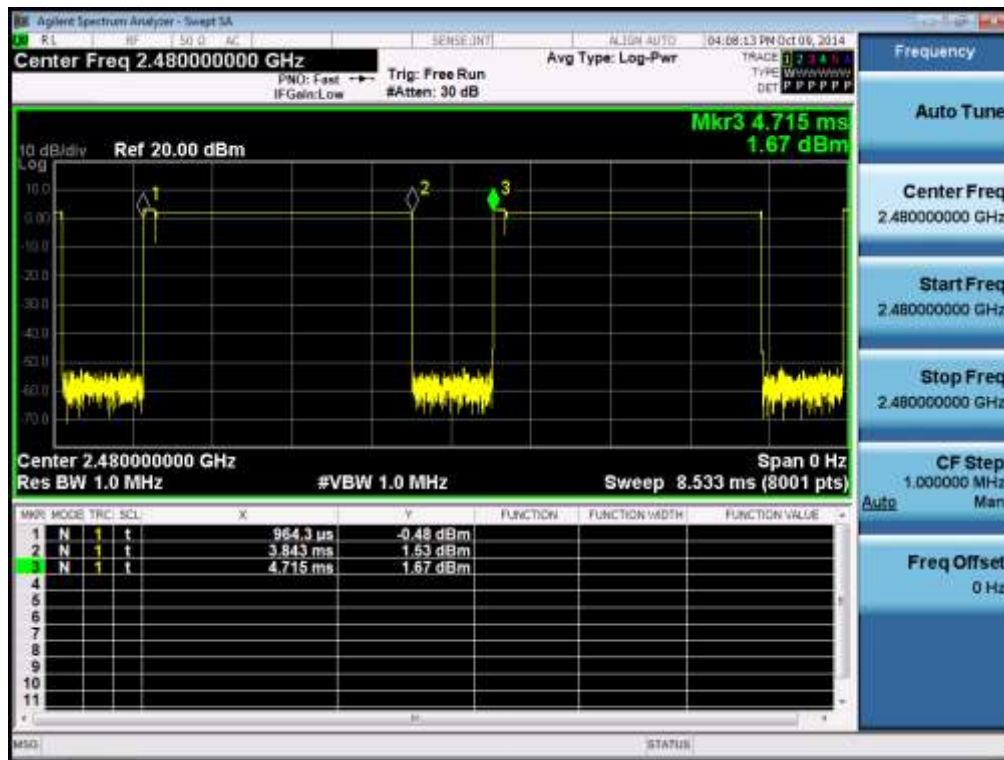 Agilent Spectrum Analyzer - Swept SA
RL RF 50 Ω AC SENSE:INT ALIGN AUTO 04:08:13 PM Oct 09, 2014
Center Freq 2.480000000 GHz
PNO: Fast
IFGain:Low
Trig: Free Run
#Atten: 30 dB
Avg Type: Log-Pwr
TRACE 1 2 3 4 5 6
TYPE WWWWWW
DET P P P P P P
Mkr3 4.715 ms
1.67 dBm
10 dB/div Ref 20.00 dBm
Log
10.0
0.00
-10.0
-20.0
-30.0
-40.0
-50.0
-60.0
-70.0
1
2
3
Center 2.480000000 GHz Span 0 Hz
Res BW 1.0 MHz #VBW 1.0 MHz Sweep 8.533 ms (8001 pts)
MKR MODE TRC SCL X Y FUNCTION FUNCTION WIDTH FUNCTION VALUE
1 N 1 t 964.3 µs -0.48 dBm
2 N 1 t 3.843 ms 1.53 dBm
3 N 1 t 4.715 ms 1.67 dBm
4
5
6
7
8
9
10
11
MSG STATUS
Frequency
Auto Tune
Center Freq
2.480000000 GHz
Start Freq
2.480000000 GHz
Stop Freq
2.480000000 GHz
CF Step
1.000000 MHz
Auto Man
Freq Offset
0 Hz